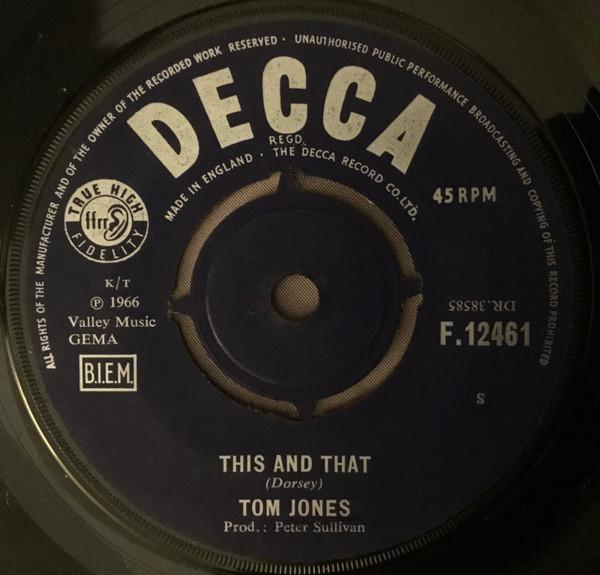 ALL RIGHTS OF THE MANUFACTURER AND OF THE OWNER OF THE RECORDED WORK RESERVED · UNAUTHORISED PUBLIC PERFORMANCE BROADCASTING AND COPYING OF THIS RECORD PROHIBITED
DECCA
REGD.
MADE IN ENGLAND · THE DECCA RECORD CO. LTD.
45 RPM
TRUE HIGH
ffrr
FIDELITY
K/T
℗ 1966
Valley Music
GEMA
B.I.E.M.
DR.38585
F.12461
S
THIS AND THAT
(Dorsey)
TOM JONES
Prod.: Peter Sullivan